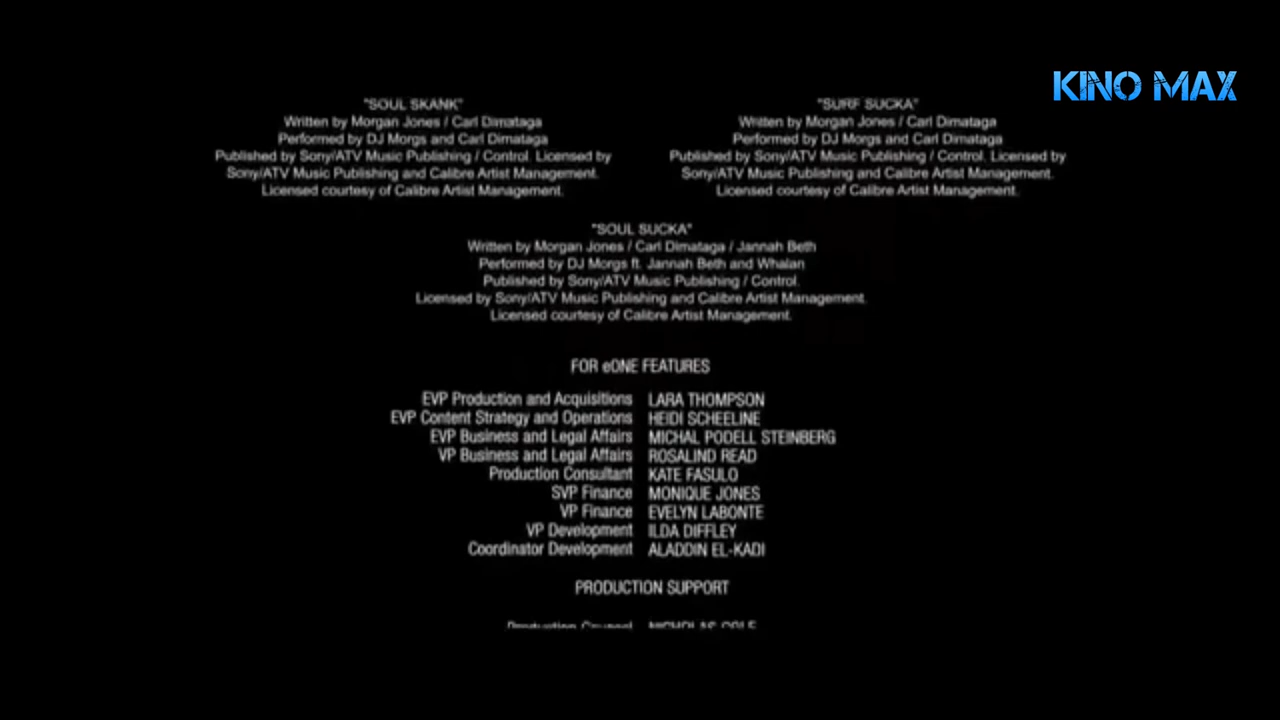 KINO MAX
"SOUL SKANK"
Written by Morgan Jones / Carl Dimataga
Performed by DJ Morgs and Carl Dimataga
Published by Sony/ATV Music Publishing / Control. Licensed by
Sony/ATV Music Publishing and Calibre Artist Management.
Licensed courtesy of Calibre Artist Management.
"SURF SUCKA"
Written by Morgan Jones / Carl Dimataga
Performed by DJ Morgs and Carl Dimataga
Published by Sony/ATV Music Publishing / Control. Licensed by
Sony/ATV Music Publishing and Calibre Artist Management.
Licensed courtesy of Calibre Artist Management.
"SOUL SUCKA"
Written by Morgan Jones / Carl Dimataga / Jannah Beth
Performed by DJ Morgs ft. Jannah Beth and Whalan
Published by Sony/ATV Music Publishing / Control.
Licensed by Sony/ATV Music Publishing and Calibre Artist Management.
Licensed courtesy of Calibre Artist Management.
FOR eONE FEATURES
EVP Production and Acquisitions LARA THOMPSON
EVP Content Strategy and Operations HEIDI SCHEELINE
EVP Business and Legal Affairs MICHAL PODELL STEINBERG
VP Business and Legal Affairs ROSALIND READ
Production Consultant KATE FASULO
SVP Finance MONIQUE JONES
VP Finance EVELYN LABONTE
VP Development ILDA DIFFLEY
Coordinator Development ALADDIN EL-KADI
PRODUCTION SUPPORT
Production Counsel NICHOLAS COLE